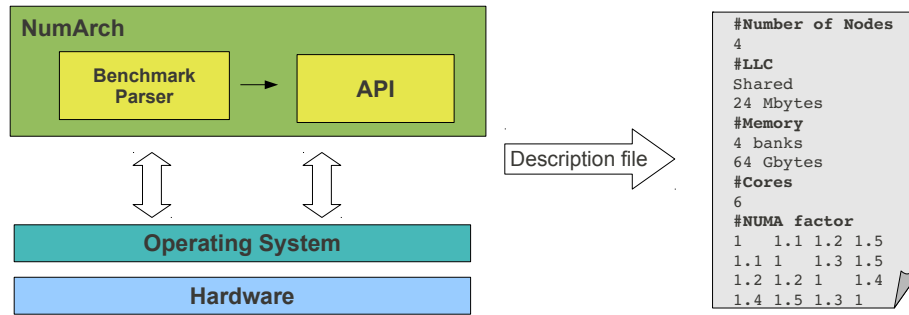 NumArch
Benchmark
Parser
API
Operating System
Hardware
Description file
#Number of Nodes
4
#LLC
Shared
24 Mbytes
#Memory
4 banks
64 Gbytes
#Cores
6
#NUMA factor
1 1.1 1.2 1.5
1.1 1 1.3 1.5
1.2 1.2 1 1.4
1.4 1.5 1.3 1